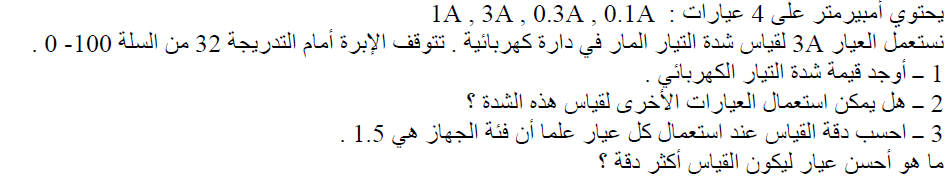 يحتوي أمبيرمتر على 4 عيارات : 1A , 3A , 0.3A , 0.1A
نستعمل العيار 3A لقياس شدة التيار المار في دارة كهربائية . تتوقف الإبرة أمام التدريجة 32 من السلة 100- 0 .
1 – أوجد قيمة شدة التيار الكهربائي .
2 – هل يمكن استعمال العيارات الأخرى لقياس هذه الشدة ؟
3 – احسب دقة القياس عند استعمال كل عيار علما أن فئة الجهاز هي 1.5 .
ما هو أحسن عيار ليكون القياس أكثر دقة ؟